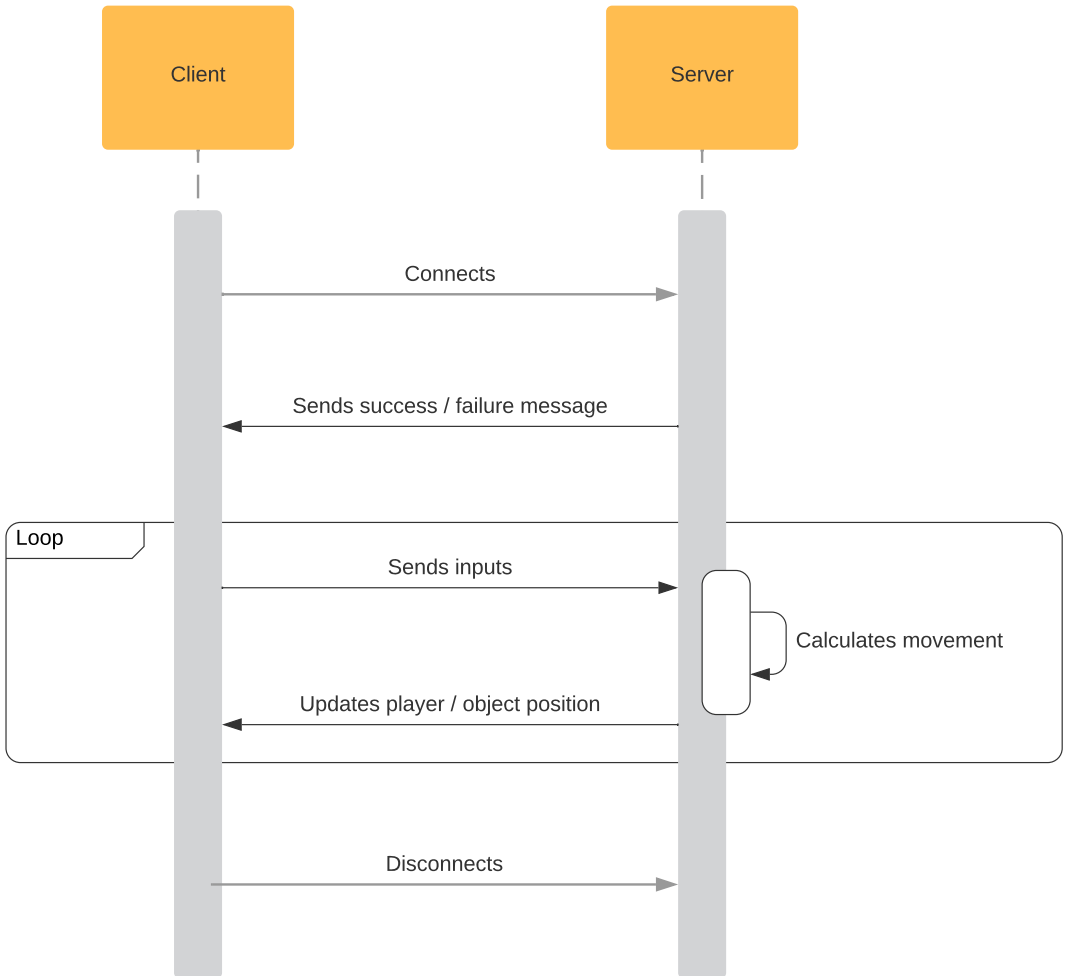 Client
Server
Connects
Sends success / failure message
Loop
Sends inputs
Calculates movement
Updates player / object position
Disconnects